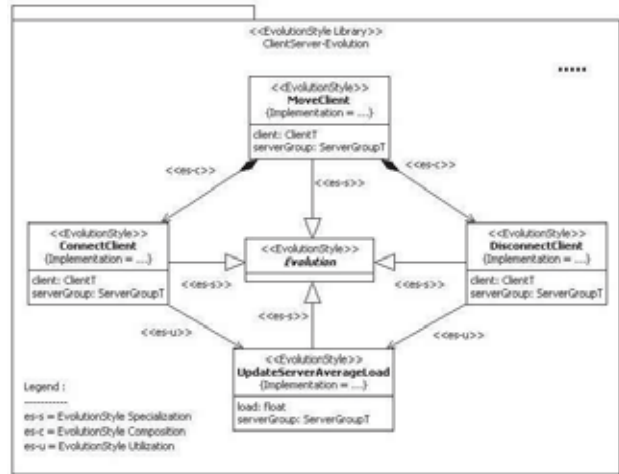 <<EvolutionStyle Library>>
ClientServer-Evolution
.....
<<EvolutionStyle>>
MoveClient
{Implementation = ....}
client: ClientT
serverGroup: ServerGroupT
<<es-c>>
<<es-s>>
<<es-c>>
<<EvolutionStyle>>
ConnectClient
{Implementation = ....}
client: ClientT
serverGroup: ServerGroupT
<<EvolutionStyle>>
Evolution
<<EvolutionStyle>>
DisconnectClient
{Implementation = ....}
client: ClientT
serverGroup: ServerGroupT
<<es-s>>
<<es-s>>
<<es-s>>
<<es-u>>
<<es-u>>
<<EvolutionStyle>>
UpdateServerAverageLoad
{Implementation = ....}
load: float
serverGroup: ServerGroupT
Legend :
------------
es-s = EvolutionStyle Specialization
es-c = EvolutionStyle Composition
es-u = EvolutionStyle Utilization